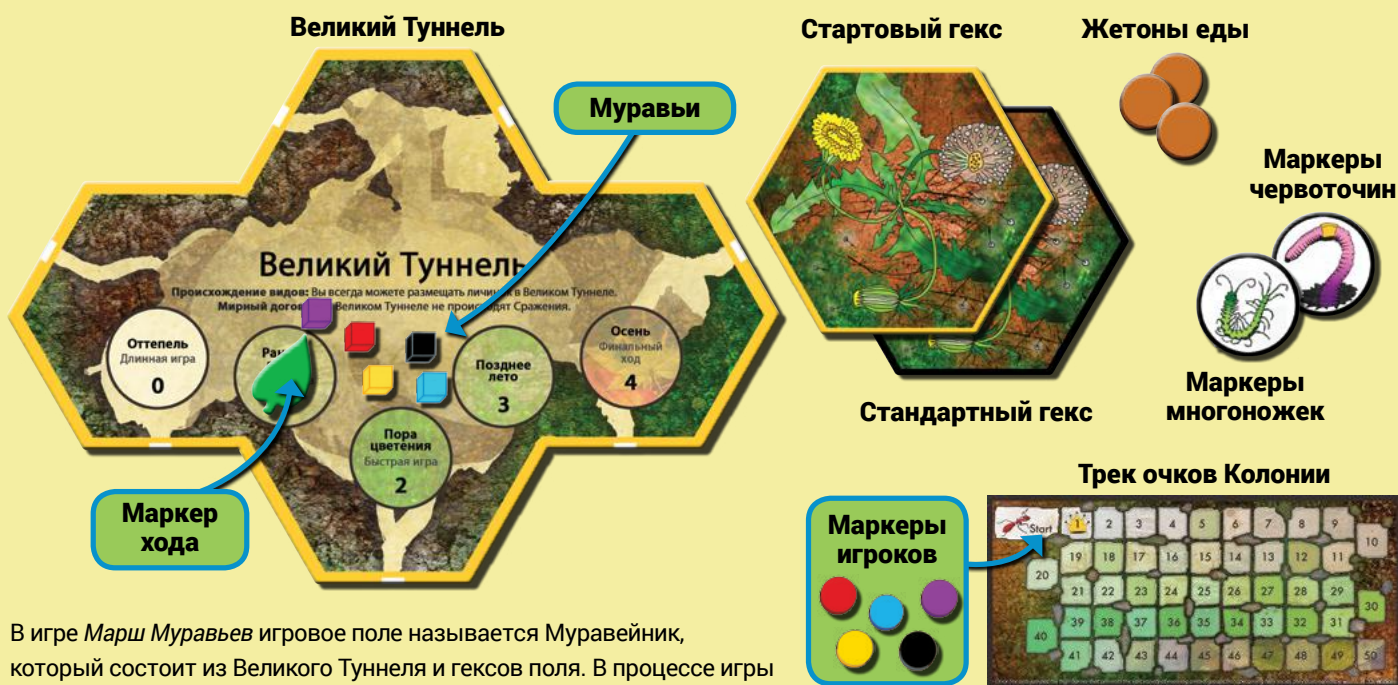 Великий Туннель
Стартовый гекс
Жетоны еды
Муравьи
Маркеры
червоточин
Великий Туннель
Происхождение видов: Вы всегда можете размещать личинок в Великом Туннеле.
Мирный Великом Туннеле не происходят Сражения.
Оттепель
Длинная игра
0
Позднее
лето
3
Осень
Финальный
ход
4
Пора
цветения
Быстрая игра
2
Маркер
хода
Стандартный гекс
Маркеры
многоножек
Трек очков Колонии
Маркеры
игроков
Start 1 2 3 4 5 6 7 8 9
10
19 18 17 16 15 14 13 12 11
20
21 22 23 24 25 26 27 28 29
30
39 38 37 36 35 34 33 32 31
40
41 42 43 44 45 46 47 48 49 50
В игре Марш Муравьев игровое поле называется Муравейник,
который состоит из Великого Туннеля и гексов поля. В процессе игры